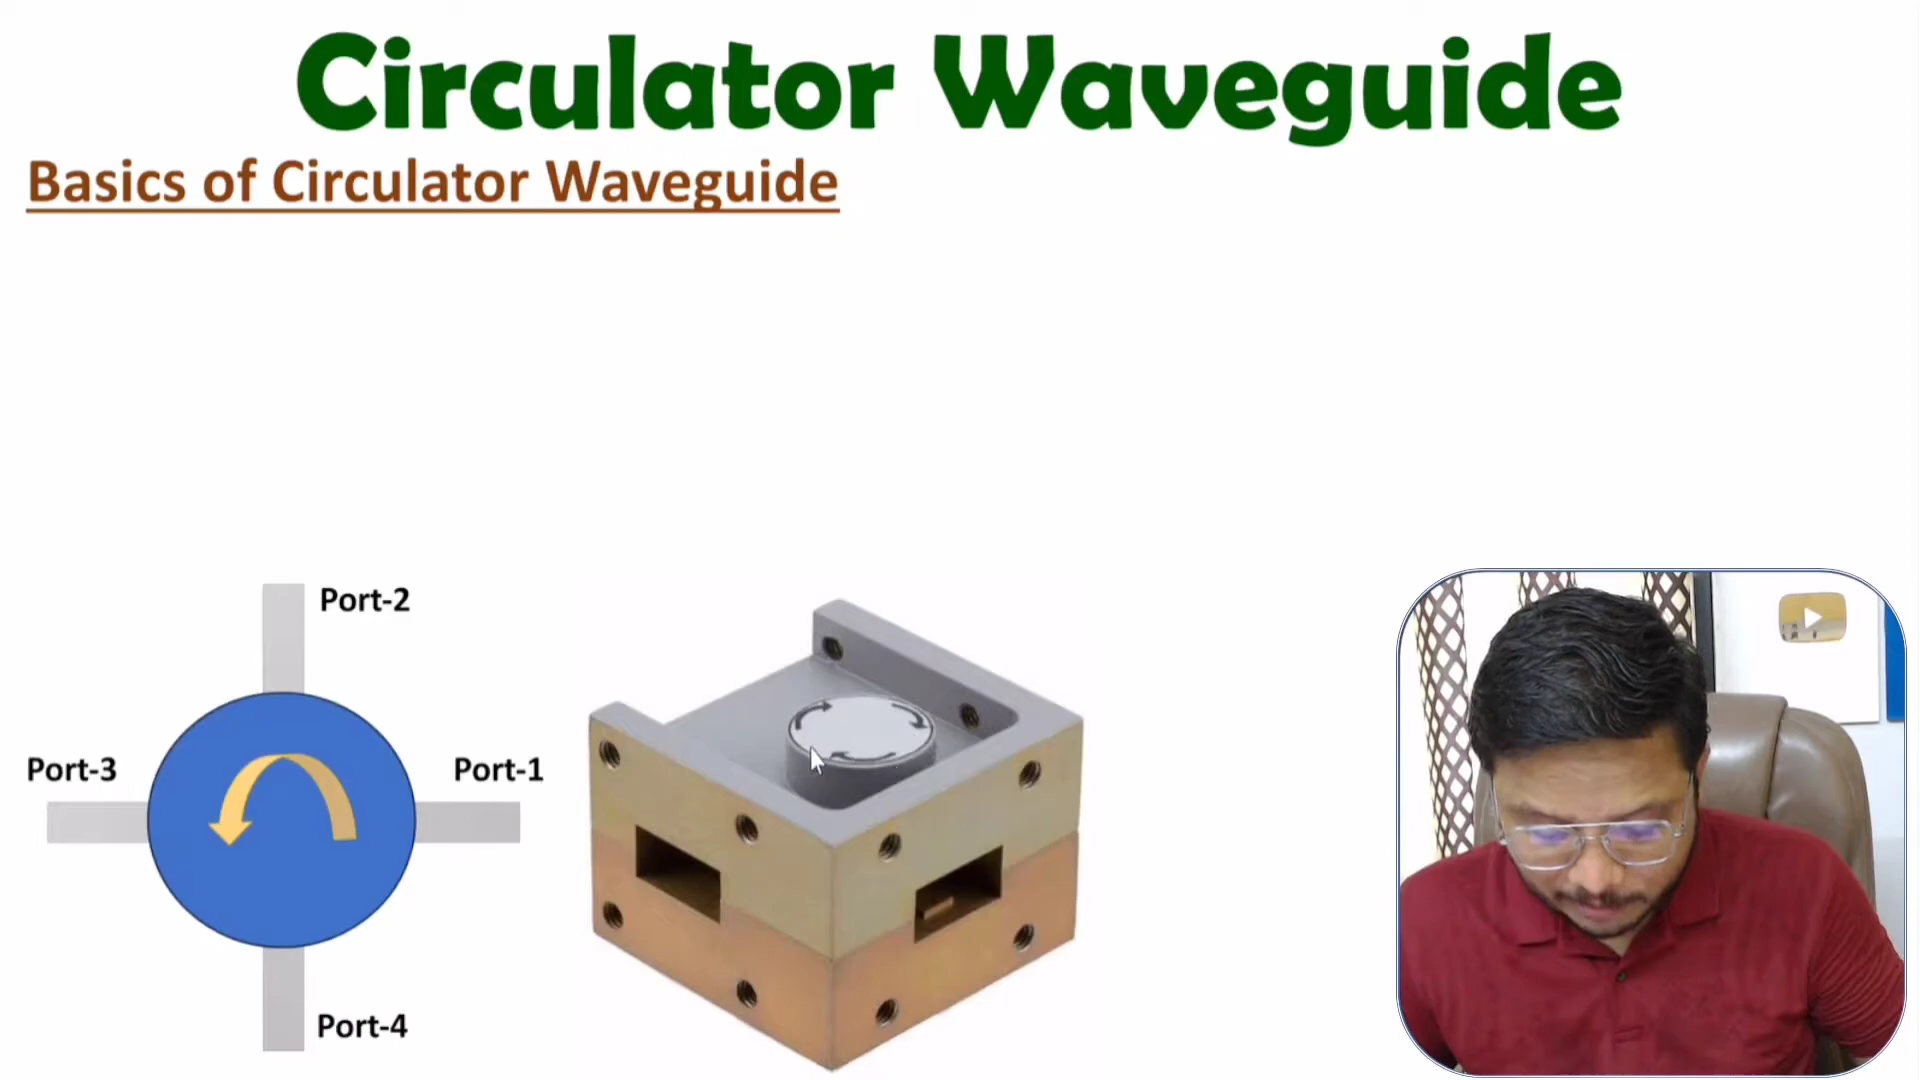 Circulator Waveguide
Basics of Circulator Waveguide
Port-2
Port-3
Port-1
Port-4